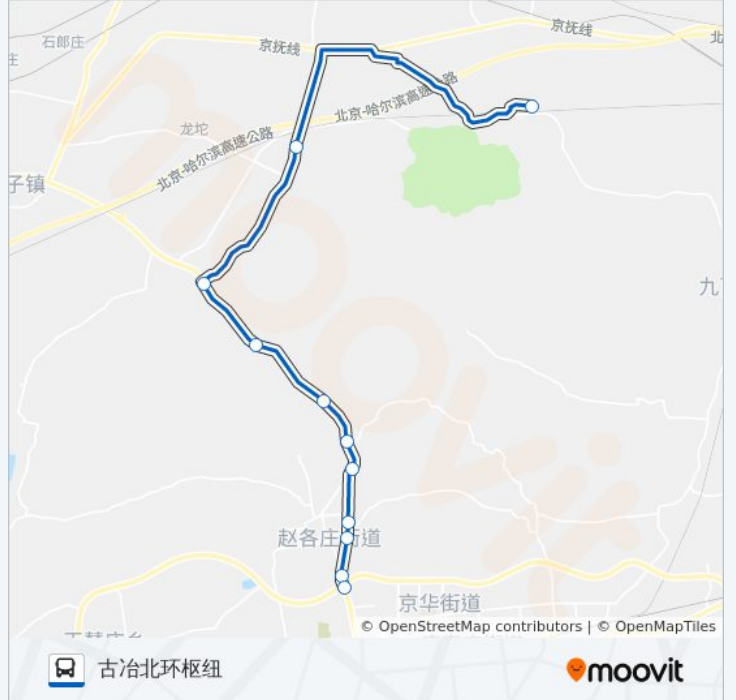 石郎庄
京抚线
京抚线
北
庄
北京-哈尔滨高速公路
龙坨
北京-哈尔滨高速公路
子镇
九
moovit
赵各庄街道
京华街道
© OpenStreetMap contributors | © OpenMapTiles
古冶北环枢纽
moovit